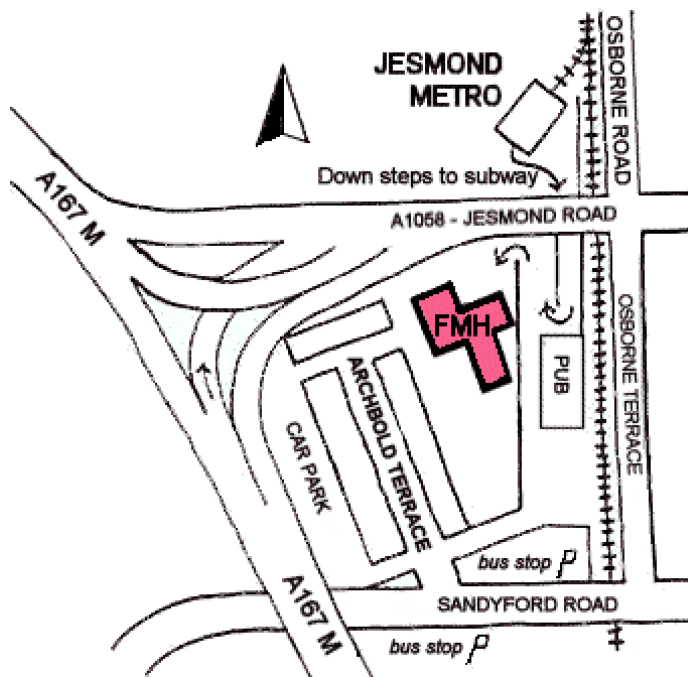 JESMOND
METRO
OSBORNE ROAD
Down steps to subway
A167 M
A1058 - JESMOND ROAD
FMH
OSBORNE TERRACE
PUB
ARCHBOLD TERRACE
CAR PARK
bus stop
A167 M
SANDYFORD ROAD
bus stop